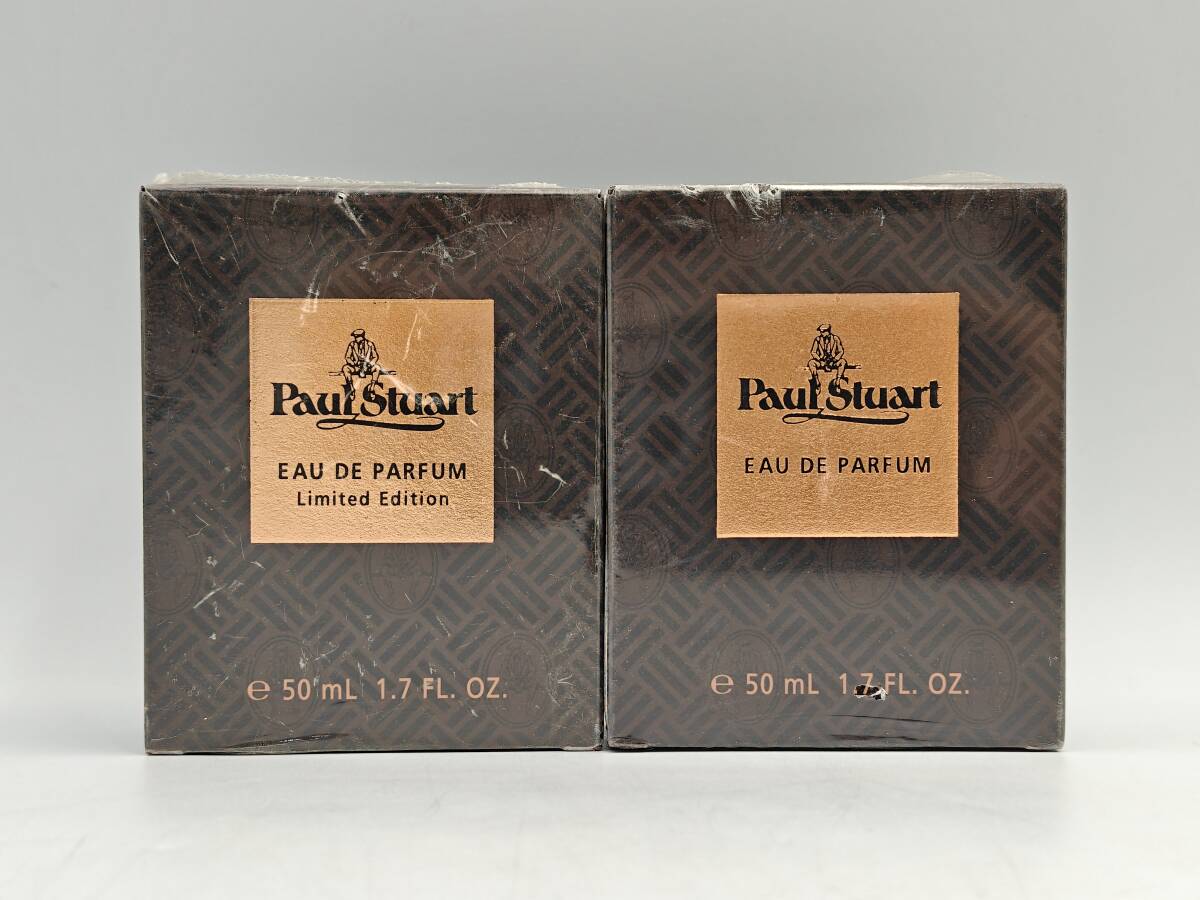 Paul Stuart
EAU DE PARFUM
Limited Edition
e 50 mL 1.7 FL. OZ.
Paul Stuart
EAU DE PARFUM
e 50 mL 1.7 FL. OZ.